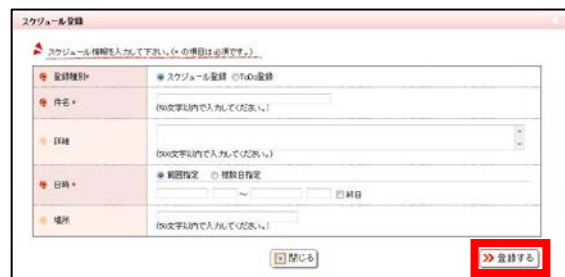 スケジュール登録
スケジュール情報を入力して下さい。(* の項目は必須です。)
登録種別* スケジュール登録 ToDo登録
件名*
(50文字以内で入力してください。)
詳細
(500文字以内で入力してください。)
日時* 範囲指定 複数日指定
～ 終日
場所
(50文字以内で入力してください。)
閉じる 登録する